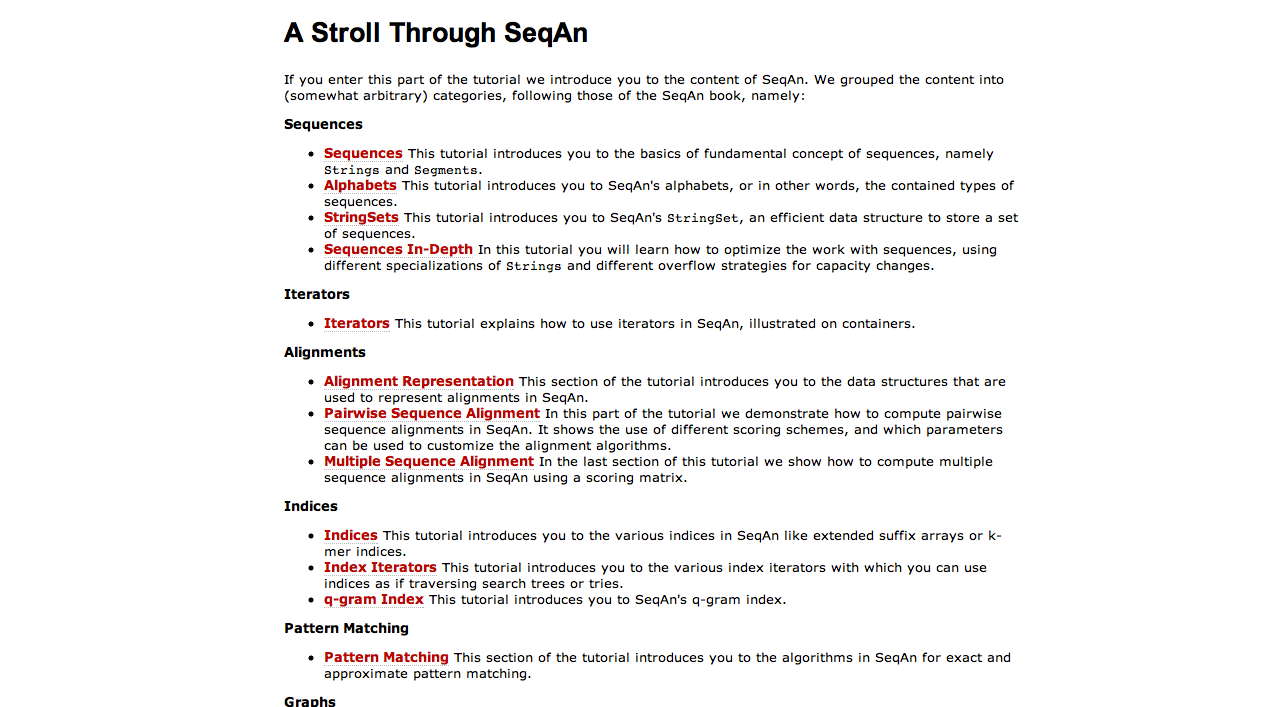 A Stroll Through SeqAn
If you enter this part of the tutorial we introduce you to the content of SeqAn. We grouped the content into
(somewhat arbitrary) categories, following those of the SeqAn book, namely:
Sequences
• Sequences This tutorial introduces you to the basics of fundamental concept of sequences, namely
Strings and Segments.
• Alphabets This tutorial introduces you to SeqAn's alphabets, or in other words, the contained types of
sequences.
• StringSets This tutorial introduces you to SeqAn's StringSet, an efficient data structure to store a set
of sequences.
• Sequences In-Depth In this tutorial you will learn how to optimize the work with sequences, using
different specializations of Strings and different overflow strategies for capacity changes.
Iterators
• Iterators This tutorial explains how to use iterators in SeqAn, illustrated on containers.
Alignments
• Alignment Representation This section of the tutorial introduces you to the data structures that are
used to represent alignments in SeqAn.
• Pairwise Sequence Alignment In this part of the tutorial we demonstrate how to compute pairwise
sequence alignments in SeqAn. It shows the use of different scoring schemes, and which parameters
can be used to customize the alignment algorithms.
• Multiple Sequence Alignment In the last section of this tutorial we show how to compute multiple
sequence alignments in SeqAn using a scoring matrix.
Indices
• Indices This tutorial introduces you to the various indices in SeqAn like extended suffix arrays or k-
mer indices.
• Index Iterators This tutorial introduces you to the various index iterators with which you can use
indices as if traversing search trees or tries.
• q-gram Index This tutorial introduces you to SeqAn's q-gram index.
Pattern Matching
• Pattern Matching This section of the tutorial introduces you to the algorithms in SeqAn for exact and
approximate pattern matching.
Graphs